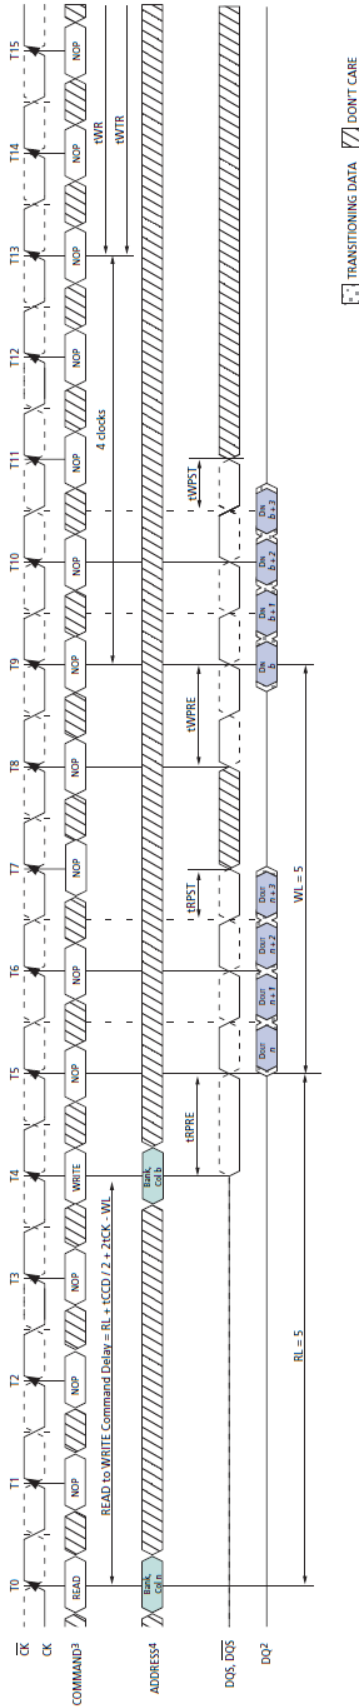 T0 T1 T2 T3 T4 T5 T6 T7 T8 T9 T10 T11 T12 T13 T14 T15
CK
CK
COMMAND3 READ NOP NOP NOP WRITE NOP NOP NOP NOP NOP NOP NOP NOP NOP NOP NOP
READ to WRITE Command Delay = RL + tCCD / 2 + 2tCK - WL
4 clocks
tWR
tWTR
ADDRESS4 Bank, Col n Bank, Col b
tRPRE tRPST tWPRE tWPST
DQS, DQS
DQ2 DOUT n DOUT n + 1 DOUT n + 2 DOUT n + 3 DIN b DIN b + 1 DIN b + 2 DIN b + 3
RL = 5 WL = 5
TRANSITIONING DATA DON'T CARE